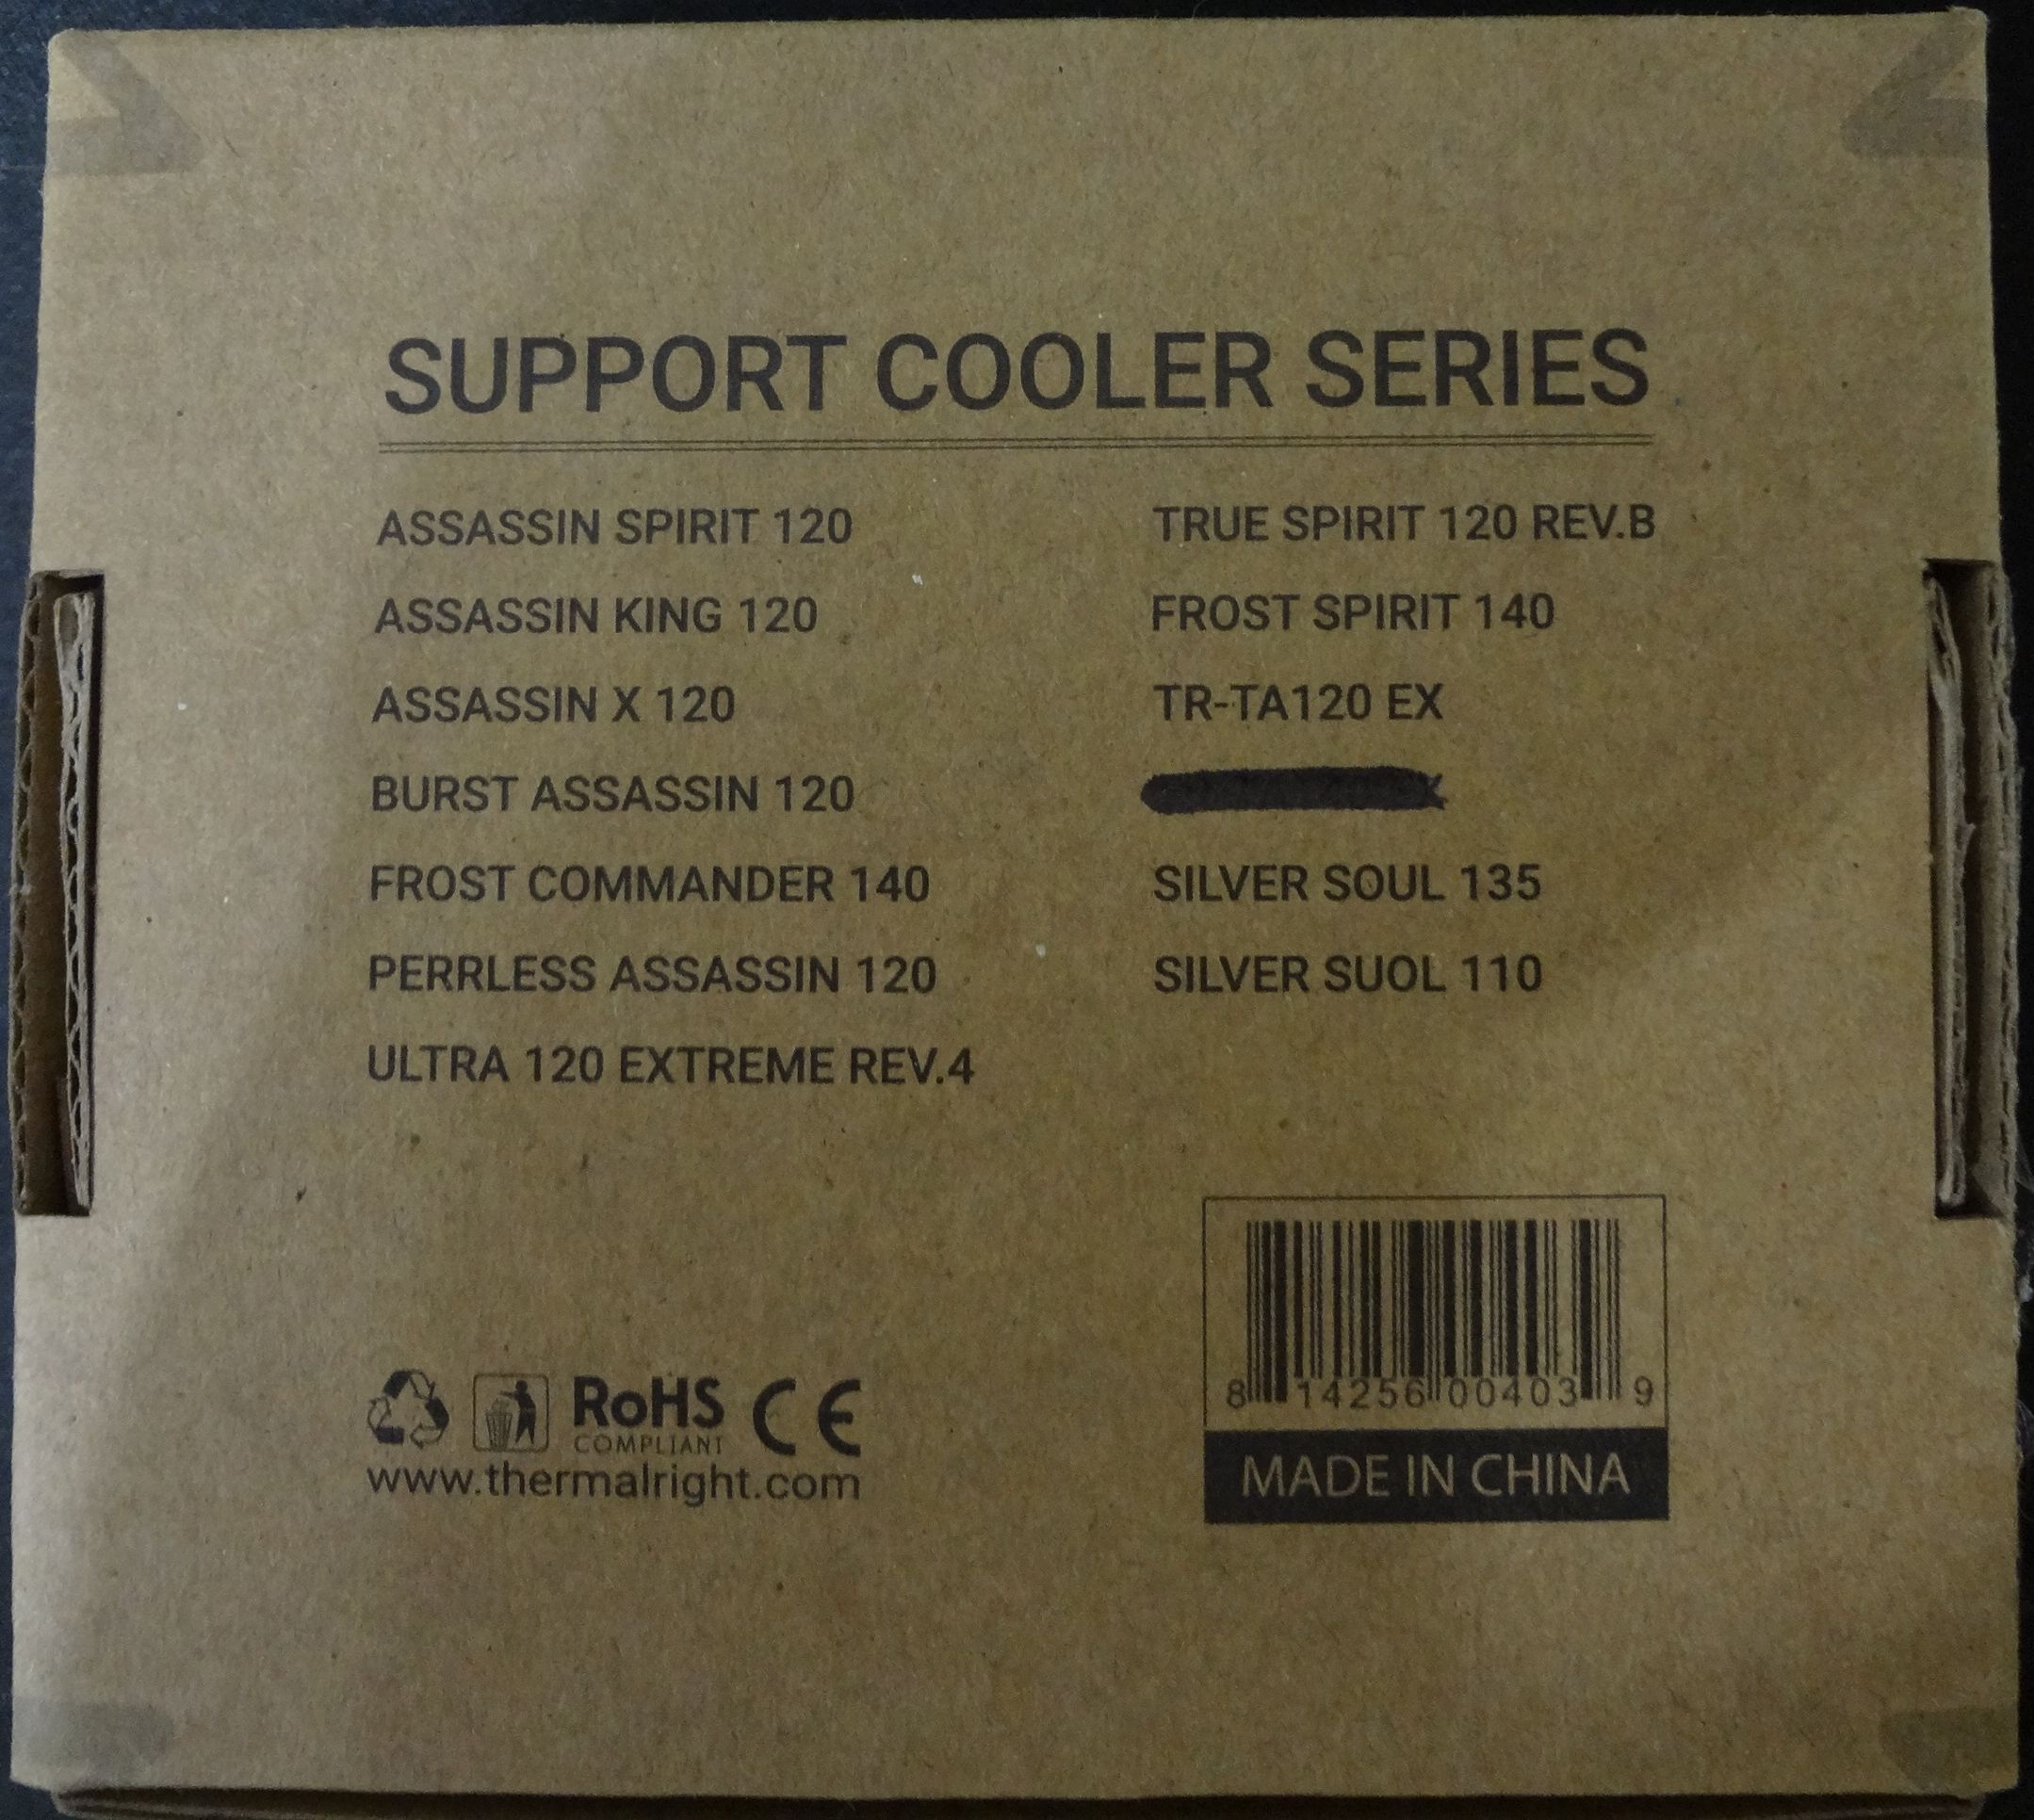 SUPPORT COOLER SERIES
ASSASSIN SPIRIT 120
ASSASSIN KING 120
ASSASSIN X 120
BURST ASSASSIN 120
FROST COMMANDER 140
PERRLESS ASSASSIN 120
ULTRA 120 EXTREME REV.4
TRUE SPIRIT 120 REV.B
FROST SPIRIT 140
TR-TA120 EX
SILVER SOUL 135
SILVER SUOL 110
RoHS
COMPLIANT
CE
www.thermalright.com
8 14256 00403 9
MADE IN CHINA